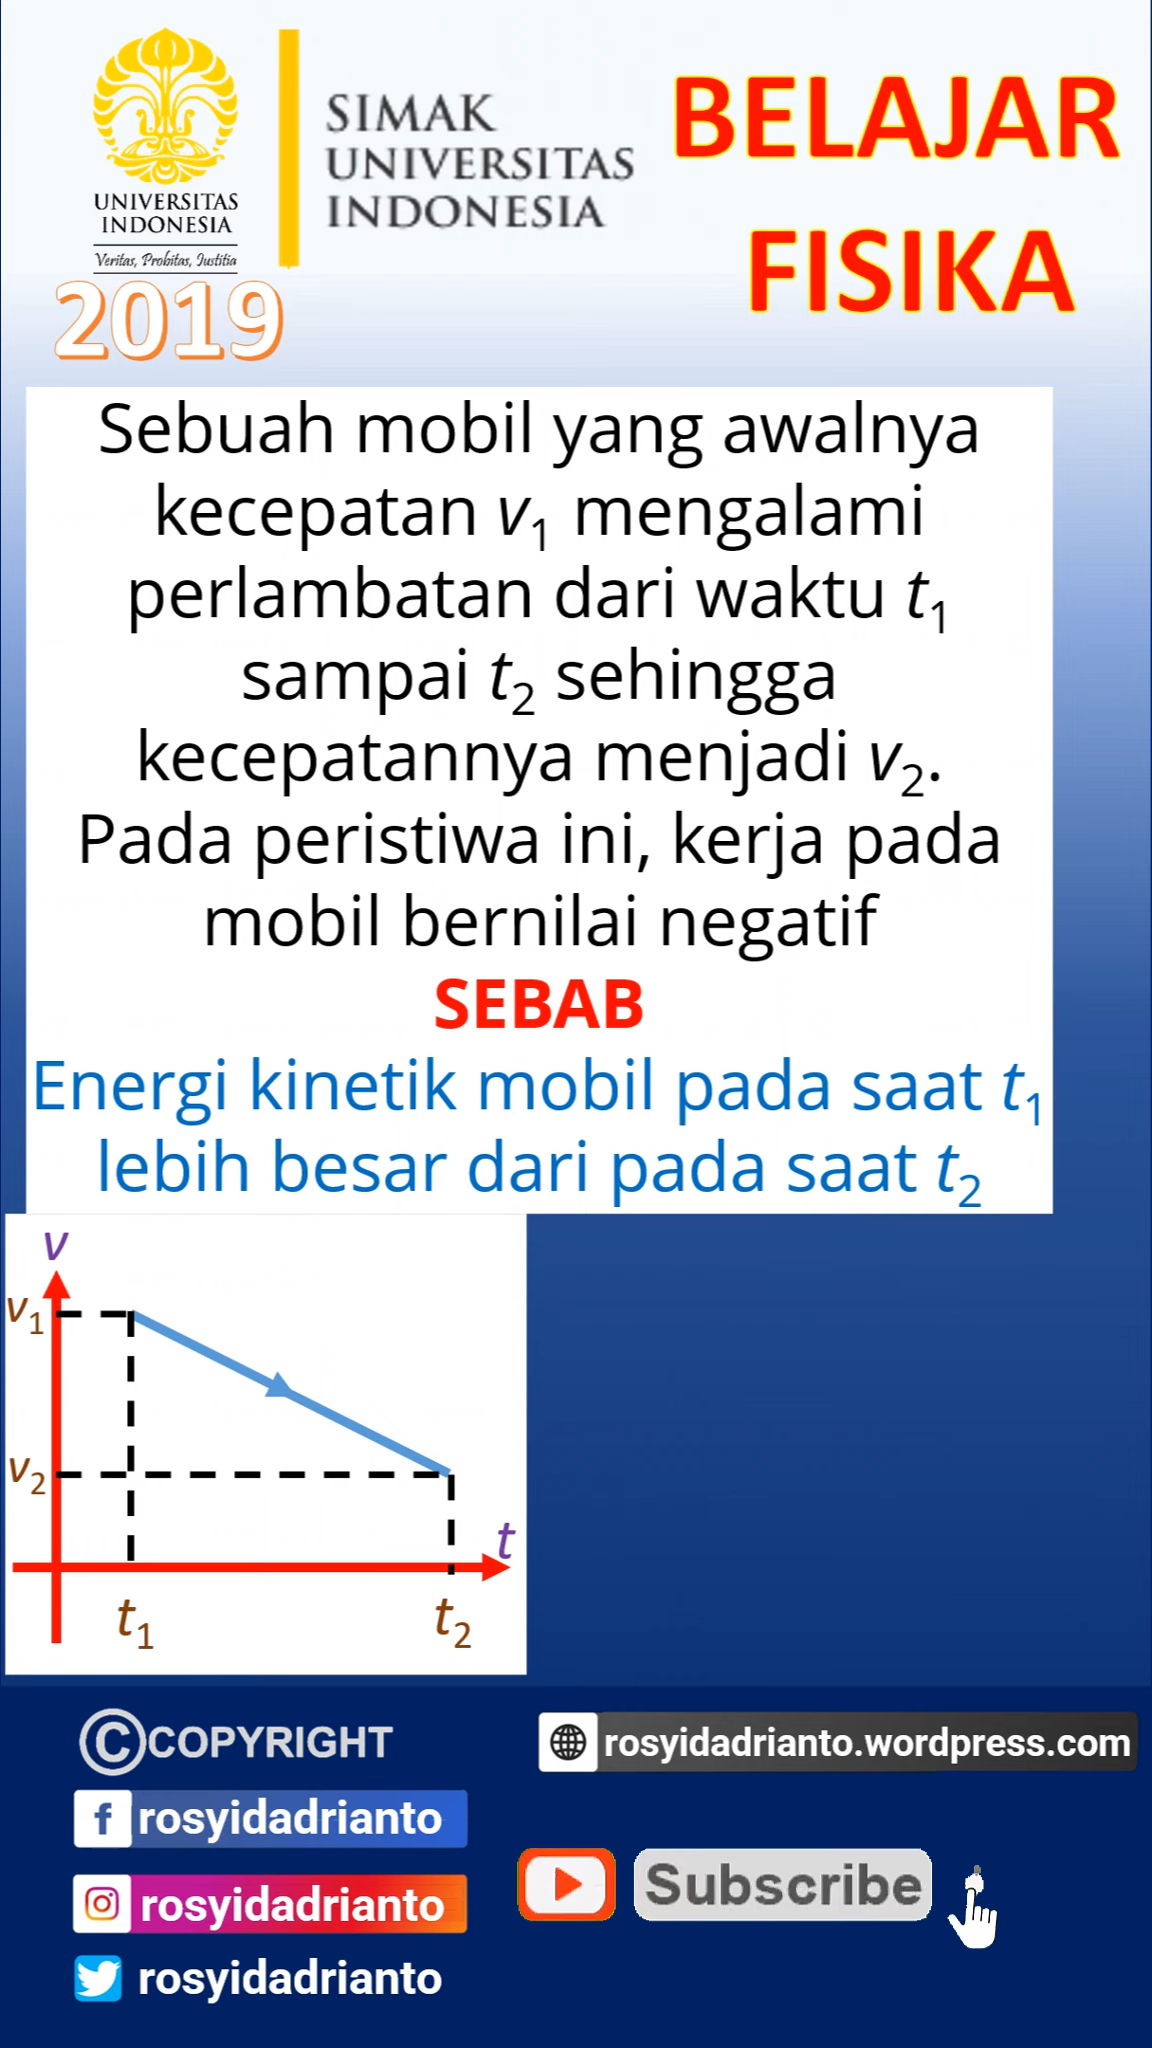 UNIVERSITAS
INDONESIA
Veritas, Probitas, Justitia
SIMAK
UNIVERSITAS
INDONESIA
BELAJAR
FISIKA
2019
Sebuah mobil yang awalnya
kecepatan v₁ mengalami
perlambatan dari waktu t₁
sampai t₂ sehingga
kecepatannya menjadi v₂.
Pada peristiwa ini, kerja pada
mobil bernilai negatif
SEBAB
Energi kinetik mobil pada saat t₁
lebih besar dari pada saat t₂
v
v₁
v₂
t
t₁
t₂
©COPYRIGHT
rosyidadrianto.wordpress.com
f rosyidadrianto
rosyidadrianto
Subscribe
rosyidadrianto